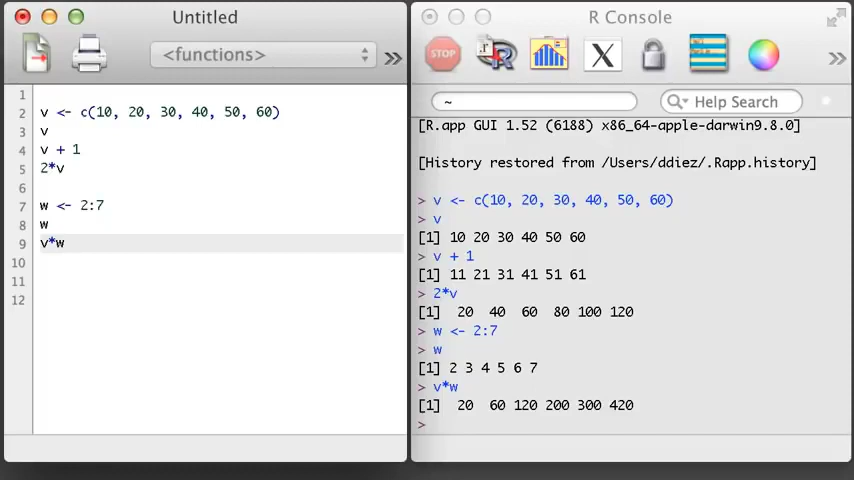 Untitled
<functions>
1
2 v <- c(10, 20, 30, 40, 50, 60)
3 v
4 v + 1
5 2*v
6
7 w <- 2:7
8 w
9 v*w
10
11
12
R Console
STOP
R
X
~
Help Search
[R.app GUI 1.52 (6188) x86_64-apple-darwin9.8.0]
[History restored from /Users/ddiez/.Rapp.history]
> v <- c(10, 20, 30, 40, 50, 60)
> v
[1] 10 20 30 40 50 60
> v + 1
[1] 11 21 31 41 51 61
> 2*v
[1]  20  40  60  80 100 120
> w <- 2:7
> w
[1] 2 3 4 5 6 7
> v*w
[1]  20  60 120 200 300 420
>